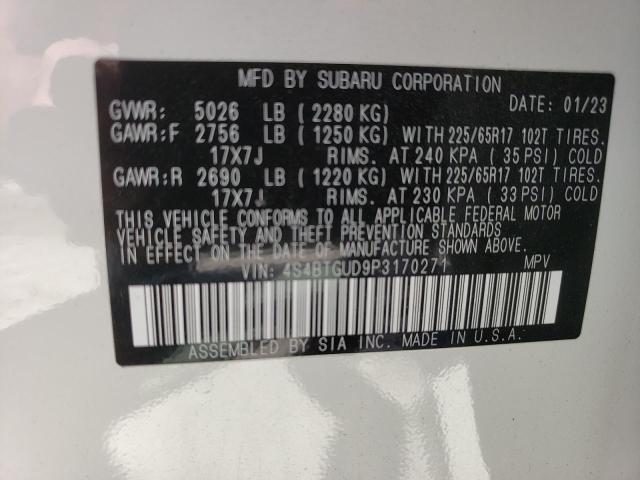 MFD BY SUBARU CORPORATION
DATE: 01/23
GVWR: 5026 LB ( 2280 KG)
GAWR:F 2756 LB ( 1250 KG) WITH 225/65R17 102T TIRES.
17X7J RIMS. AT 240 KPA ( 35 PSI) COLD
GAWR:R 2690 LB ( 1220 KG) WITH 225/65R17 102T TIRES.
17X7J RIMS. AT 230 KPA ( 33 PSI) COLD
THIS VEHICLE CONFORMS TO ALL APPLICABLE FEDERAL MOTOR
VEHICLE SAFETY AND THEFT PREVENTION STANDARDS
IN EFFECT ON THE DATE OF MANUFACTURE SHOWN ABOVE.
VIN: 4S4BTGUD9P3170271 MPV
ASSEMBLED BY SIA INC. MADE IN U.S.A.